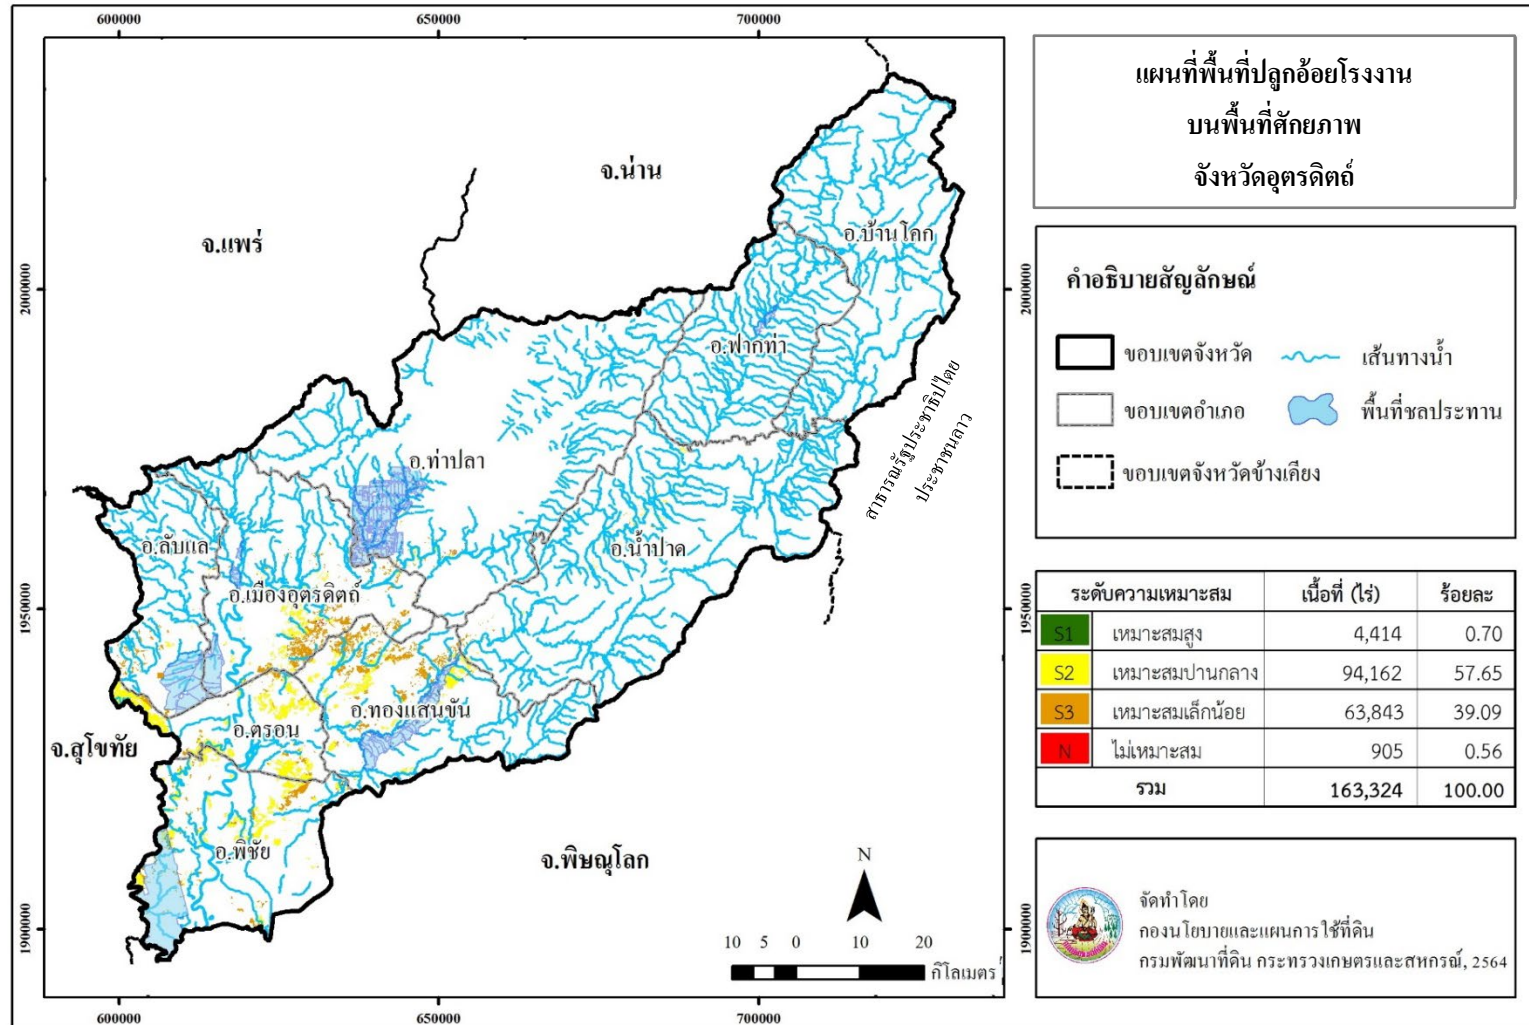 600000 650000 700000
แผนที่พื้นที่ปลูกอ้อยโรงงาน
บนพื้นที่ศักยภาพ
จังหวัดอุตรดิตถ์
จ.น่าน
จ.แพร่
อ.บ้านโคก
2000000 2000000
อ.ฟากท่า
สาธารณรัฐประชาธิปไตย
ประชาชนลาว
อ.ท่าปลา
อ.ลับแล
อ.น้ำปาด
อ.เมืองอุตรดิตถ์
1950000 1950000
อ.ทองแสนขัน
อ.ตรอน
จ.สุโขทัย
อ.พิชัย
จ.พิษณุโลก
N
1900000 1900000
10 5 0 10 20
กิโลเมตร
600000 650000 700000
คำอธิบายสัญลักษณ์
ขอบเขตจังหวัด เส้นทางน้ำ
ขอบเขตอำเภอ พื้นที่ชลประทาน
ขอบเขตจังหวัดข้างเคียง
ระดับความเหมาะสม เนื้อที่ (ไร่) ร้อยละ
S1 เหมาะสมสูง 4,414 0.70
S2 เหมาะสมปานกลาง 94,162 57.65
S3 เหมาะสมเล็กน้อย 63,843 39.09
N ไม่เหมาะสม 905 0.56
รวม 163,324 100.00
จัดทำโดย
กองนโยบายและแผนการใช้ที่ดิน
กรมพัฒนาที่ดิน กระทรวงเกษตรและสหกรณ์, 2564